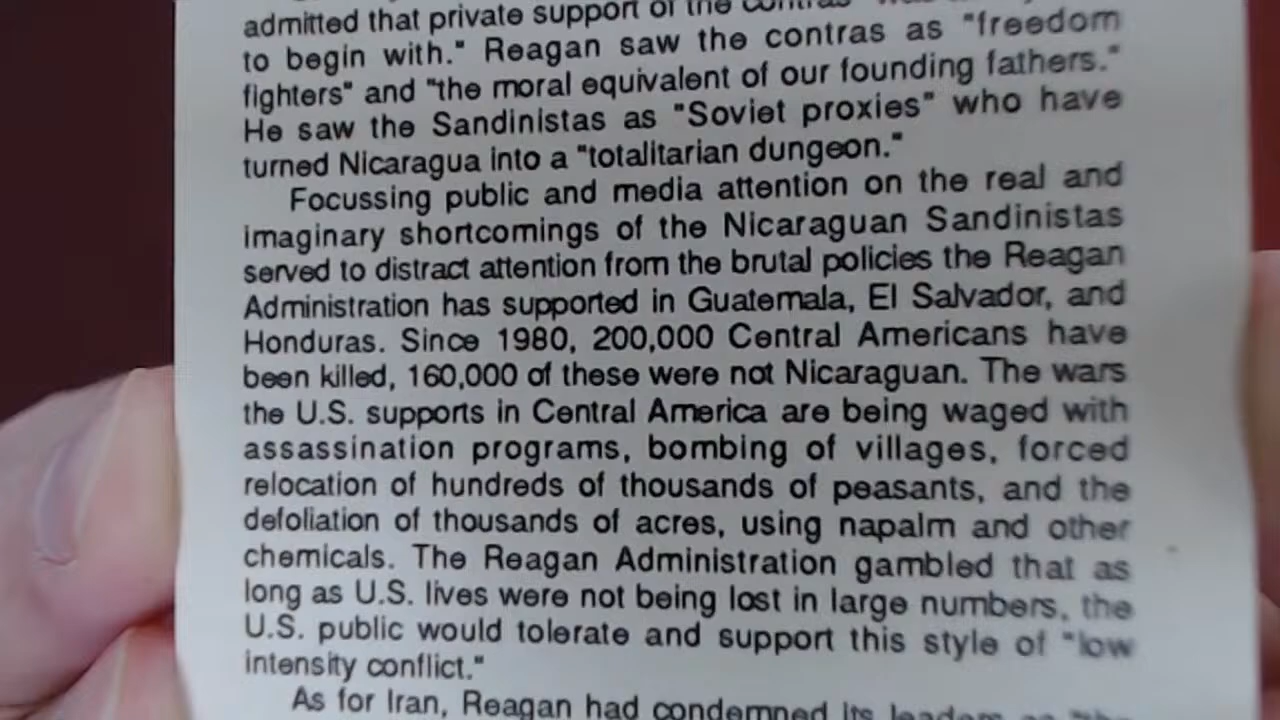 admitted that private support of the contras
to begin with." Reagan saw the contras as "freedom
fighters" and "the moral equivalent of our founding fathers."
He saw the Sandinistas as "Soviet proxies" who have
turned Nicaragua into a "totalitarian dungeon."
Focussing public and media attention on the real and
imaginary shortcomings of the Nicaraguan Sandinistas
served to distract attention from the brutal policies the Reagan
Administration has supported in Guatemala, El Salvador, and
Honduras. Since 1980, 200,000 Central Americans have
been killed, 160,000 of these were not Nicaraguan. The wars
the U.S. supports in Central America are being waged with
assassination programs, bombing of villages, forced
relocation of hundreds of thousands of peasants, and the
defoliation of thousands of acres, using napalm and other
chemicals. The Reagan Administration gambled that as
long as U.S. lives were not being lost in large numbers, the
U.S. public would tolerate and support this style of "low
intensity conflict."
As for Iran, Reagan had condemned its